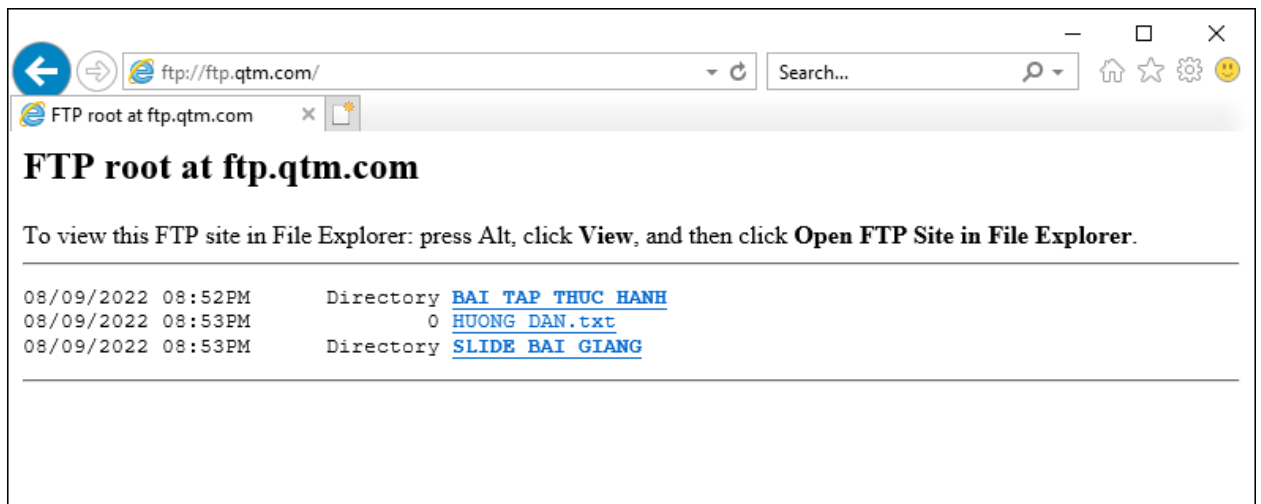 ftp://ftp.qtm.com/
Search...
FTP root at ftp.qtm.com
FTP root at ftp.qtm.com
To view this FTP site in File Explorer: press Alt, click View, and then click Open FTP Site in File Explorer.
08/09/2022 08:52PM Directory BAI TAP THUC HANH
08/09/2022 08:53PM 0 HUONG DAN.txt
08/09/2022 08:53PM Directory SLIDE BAI GIANG